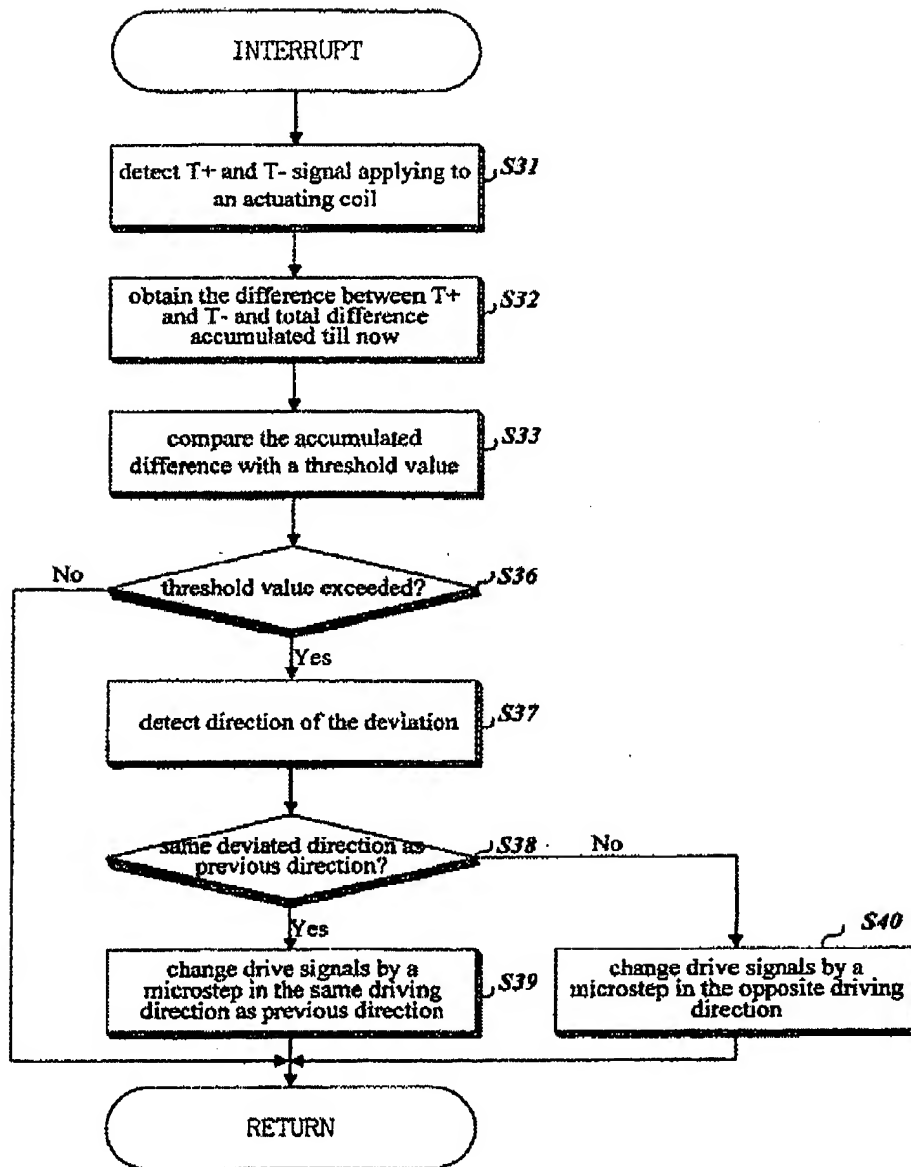 INTERRUPT
detect T+ and T- signal applying to
an actuating coil
S31
obtain the difference between T+
and T- and total difference
accumulated till now
S32
compare the accumulated
difference with a threshold value
S33
No
threshold value exceeded?
S36
Yes
detect direction of the deviation
S37
same deviated direction as
previous direction?
S38
No
Yes
S40
change drive signals by a
microstep in the same driving
direction as previous direction
S39
change drive signals by a
microstep in the opposite driving
direction
RETURN